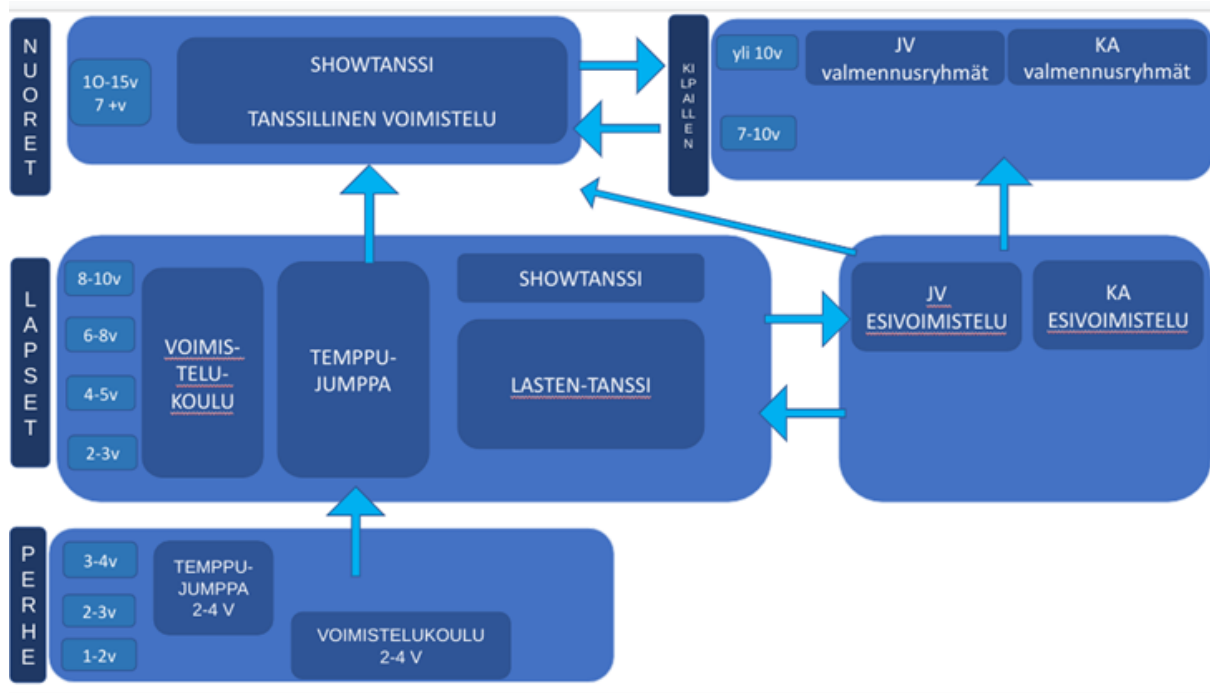 NUORET
10-15v
7 +v
SHOWTANSSI
TANSSILLINEN VOIMISTELU
KILPAILLEN
yli 10v
7-10v
JV
valmennusryhmät
KA
valmennusryhmät
LAPSET
8-10v
6-8v
4-5v
2-3v
VOIMIS-
TELU-
KOULU
TEMPPU-
JUMPPA
SHOWTANSSI
LASTEN-TANSSI
JV
ESIVOIMISTELU
KA
ESIVOIMISTELU
PERHE
3-4v
2-3v
1-2v
TEMPPU-
JUMPPA
2-4 V
VOIMISTELUKOULU
2-4 V